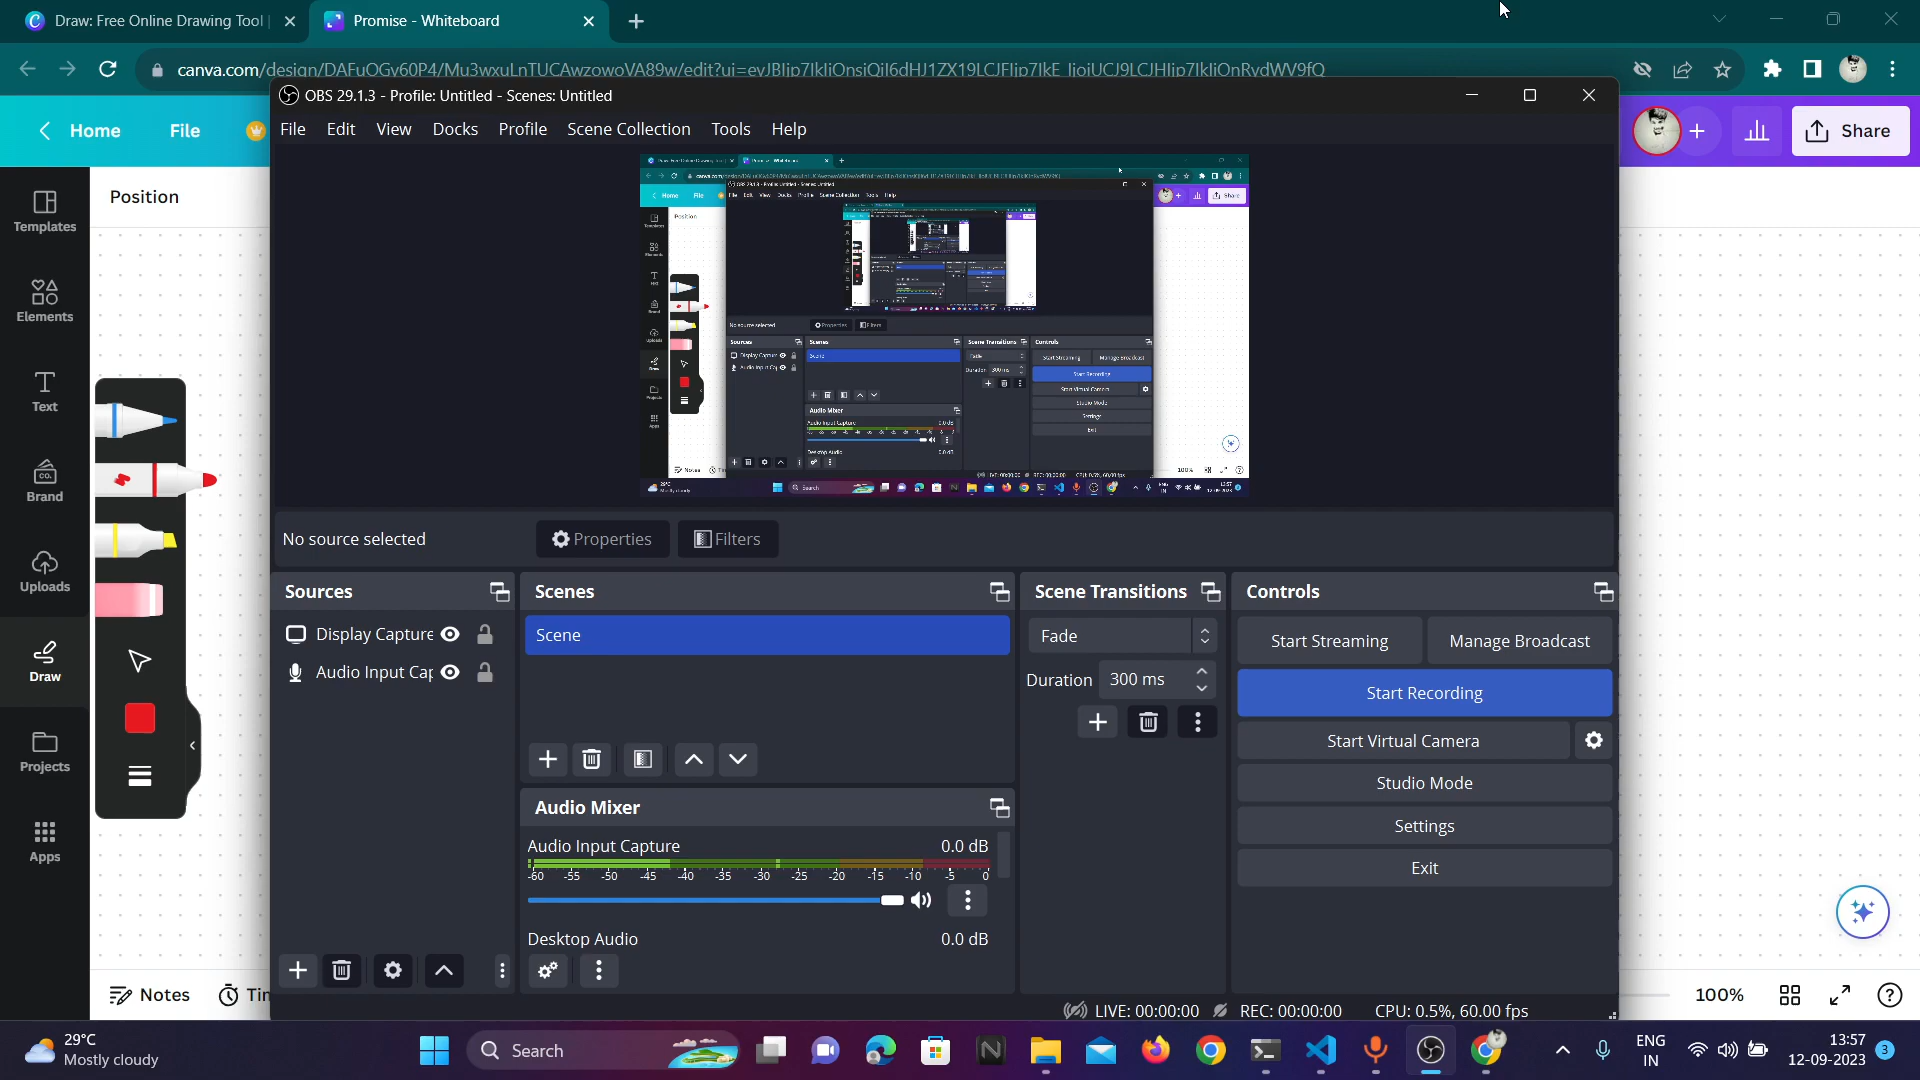 Draw: Free Online Drawing Tool
Promise - Whiteboard
canva.com/design/DAFuOGy60P4/Mu3wxuLnTUCAwzowoVA89w/edit?ui=
Home
File
Share
OBS 29.1.3 - Profile: Untitled - Scenes: Untitled
File Edit View Docks Profile Scene Collection Tools Help
Position
Templates
Elements
Text
Brand
Uploads
Draw
Projects
Apps
No source selected
Properties
Filters
Sources
Display Capture
Audio Input Cap
Scenes
Scene
Scene Transitions
Fade
Duration 300 ms
Controls
Start Streaming
Manage Broadcast
Start Recording
Start Virtual Camera
Studio Mode
Settings
Exit
Audio Mixer
Audio Input Capture 0.0 dB
-60 -55 -50 -45 -40 -35 -30 -25 -20 -15 -10 -5 0
Desktop Audio 0.0 dB
LIVE: 00:00:00
REC: 00:00:00
CPU: 0.5%, 60.00 fps
Notes
100%
29°C
Mostly cloudy
Search
ENG
IN
13:57
12-09-2023
3